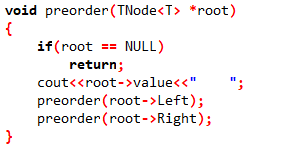 void preorder(TNode<T> *root)
{
    if(root == NULL)
        return;
    cout<<root->value<<"    ";
    preorder(root->Left);
    preorder(root->Right);
}